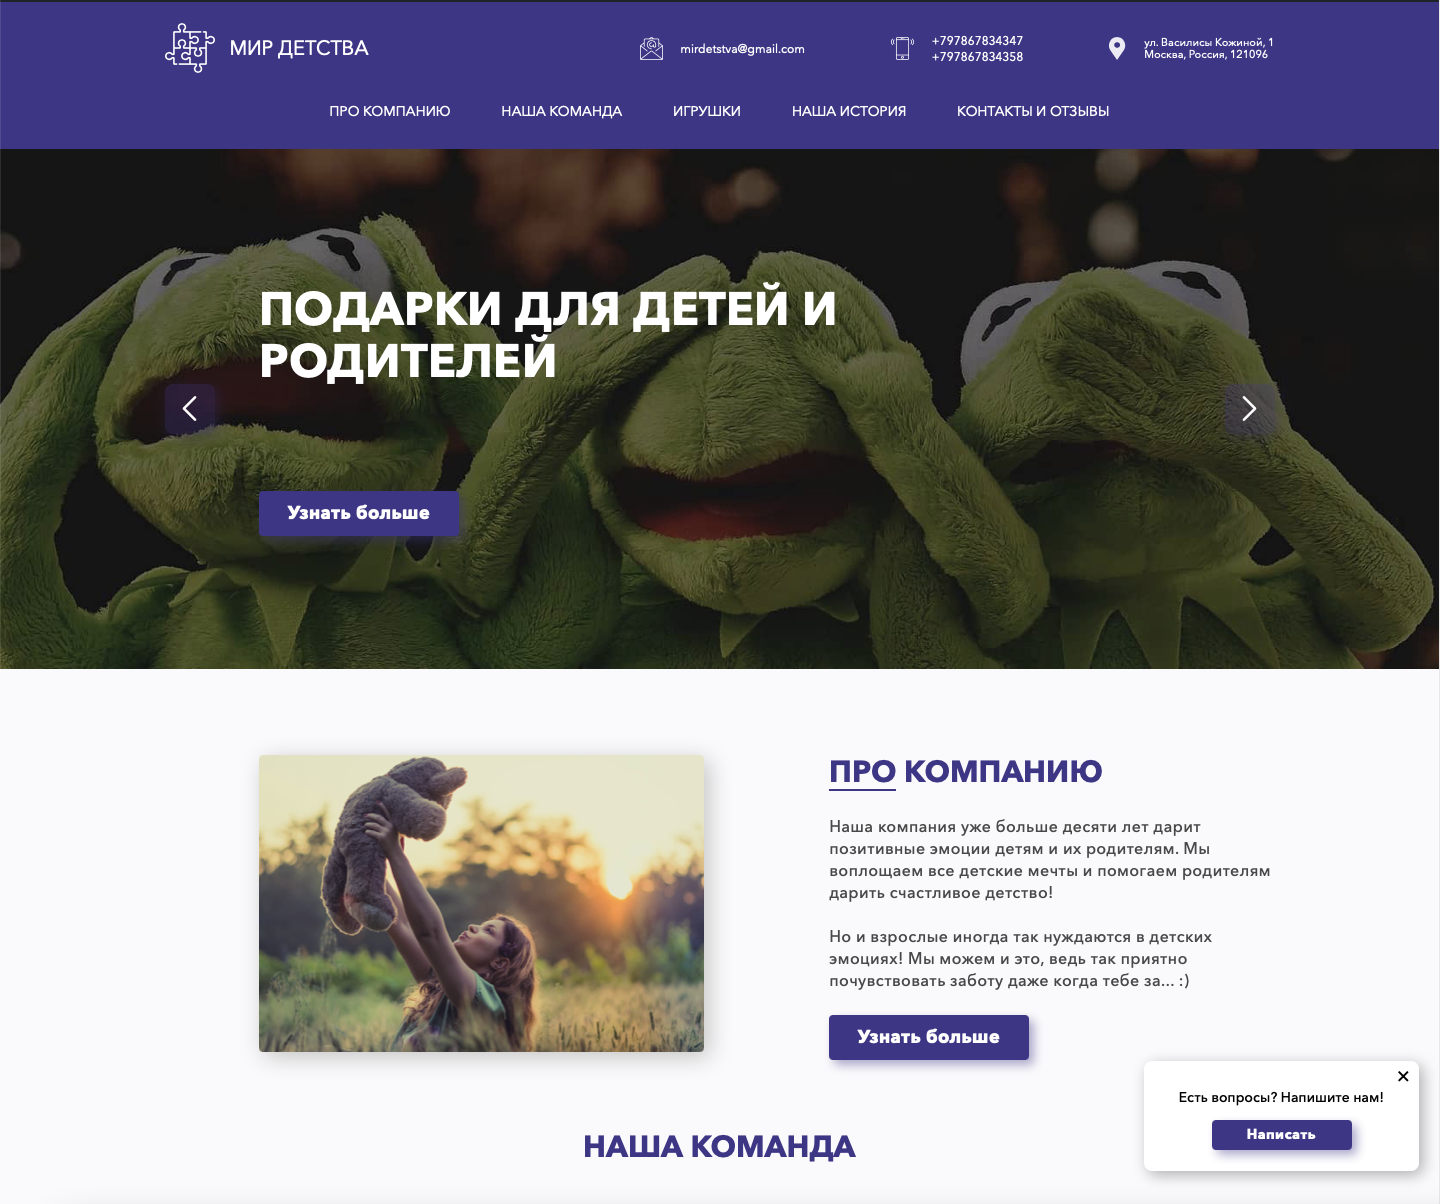 МИР ДЕТСТВА
mirdetstva@gmail.com
+797867834347
+797867834358
ул. Василисы Кожиной, 1
Москва, Россия, 121096
ПРО КОМПАНИЮ
НАША КОМАНДА
ИГРУШКИ
НАША ИСТОРИЯ
КОНТАКТЫ И ОТЗЫВЫ
ПОДАРКИ ДЛЯ ДЕТЕЙ И
РОДИТЕЛЕЙ
Узнать больше
ПРО КОМПАНИЮ
Наша компания уже больше десяти лет дарит
позитивные эмоции детям и их родителям. Мы
воплощаем все детские мечты и помогаем родителям
дарить счастливое детство!
Но и взрослые иногда так нуждаются в детских
эмоциях! Мы можем и это, ведь так приятно
почувствовать заботу даже когда тебе за... :)
Узнать больше
Есть вопросы? Напишите нам!
Написать
НАША КОМАНДА